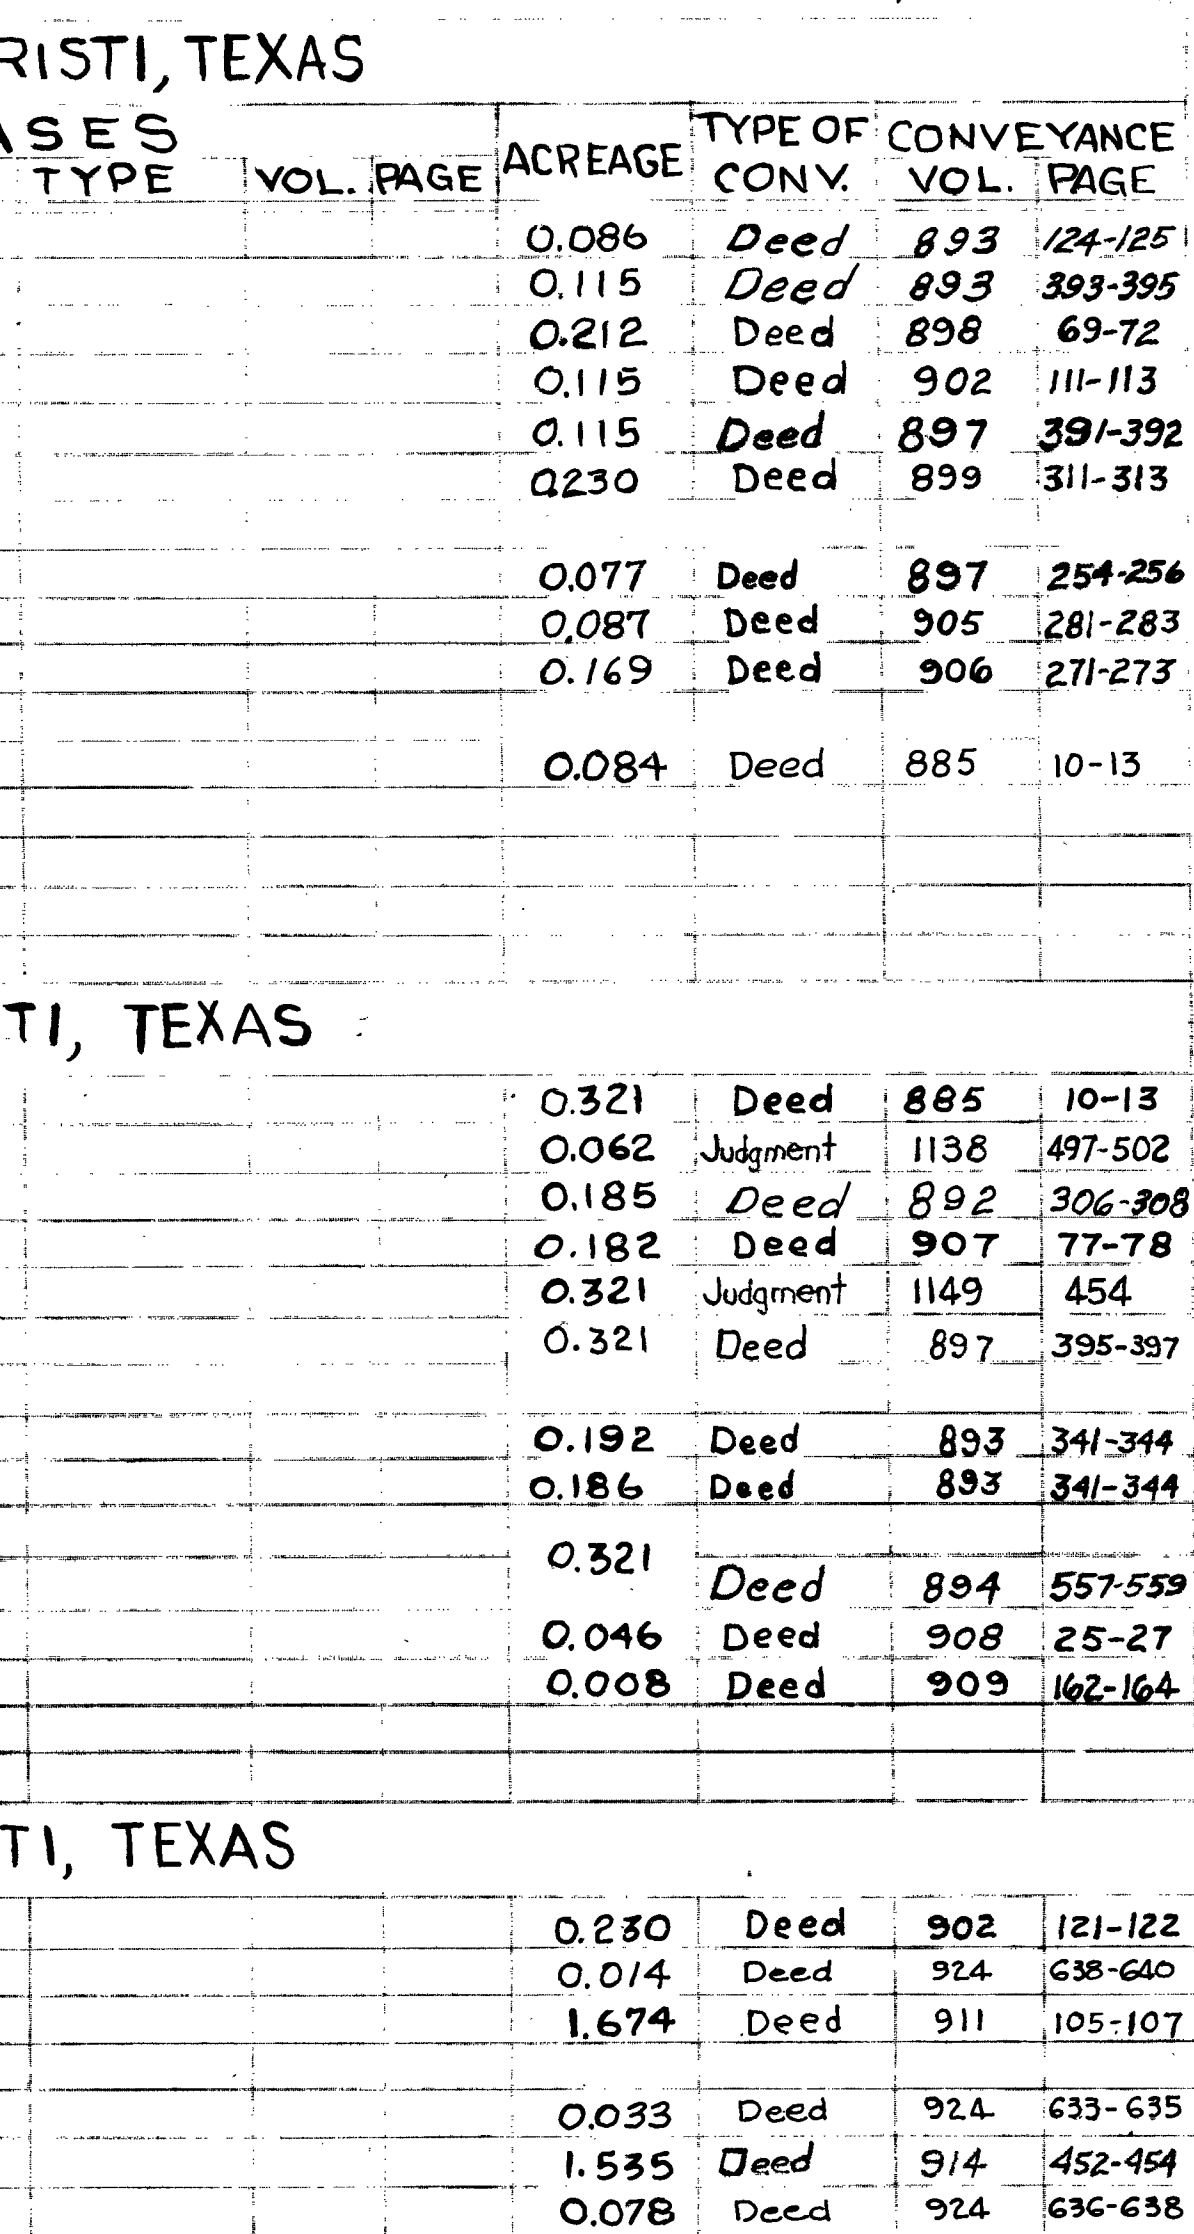 RISTI, TEXAS
ASES ACREAGE TYPE OF CONV. CONVEYANCE
TYPE VOL. PAGE VOL. PAGE
0.086 Deed 893 124-125
0.115 Deed 893 393-395
0.212 Deed 898 69-72
0.115 Deed 902 111-113
0.115 Deed 897 391-392
0.230 Deed 899 311-313
0.077 Deed 897 254-256
0.087 Deed 905 281-283
0.169 Deed 906 271-273
0.084 Deed 885 10-13
TI, TEXAS
0.321 Deed 885 10-13
0.062 Judgment 1138 497-502
0.185 Deed 892 306-308
0.182 Deed 907 77-78
0.321 Judgment 1149 454
0.321 Deed 897 395-397
0.192 Deed 893 341-344
0.186 Deed 893 341-344
0.321 Deed 894 557-559
0.046 Deed 908 25-27
0.008 Deed 909 162-164
TI, TEXAS
0.230 Deed 902 121-122
0.014 Deed 924 638-640
1.674 Deed 911 105-107
0.033 Deed 924 633-635
1.535 Deed 914 452-454
0.078 Deed 924 636-638